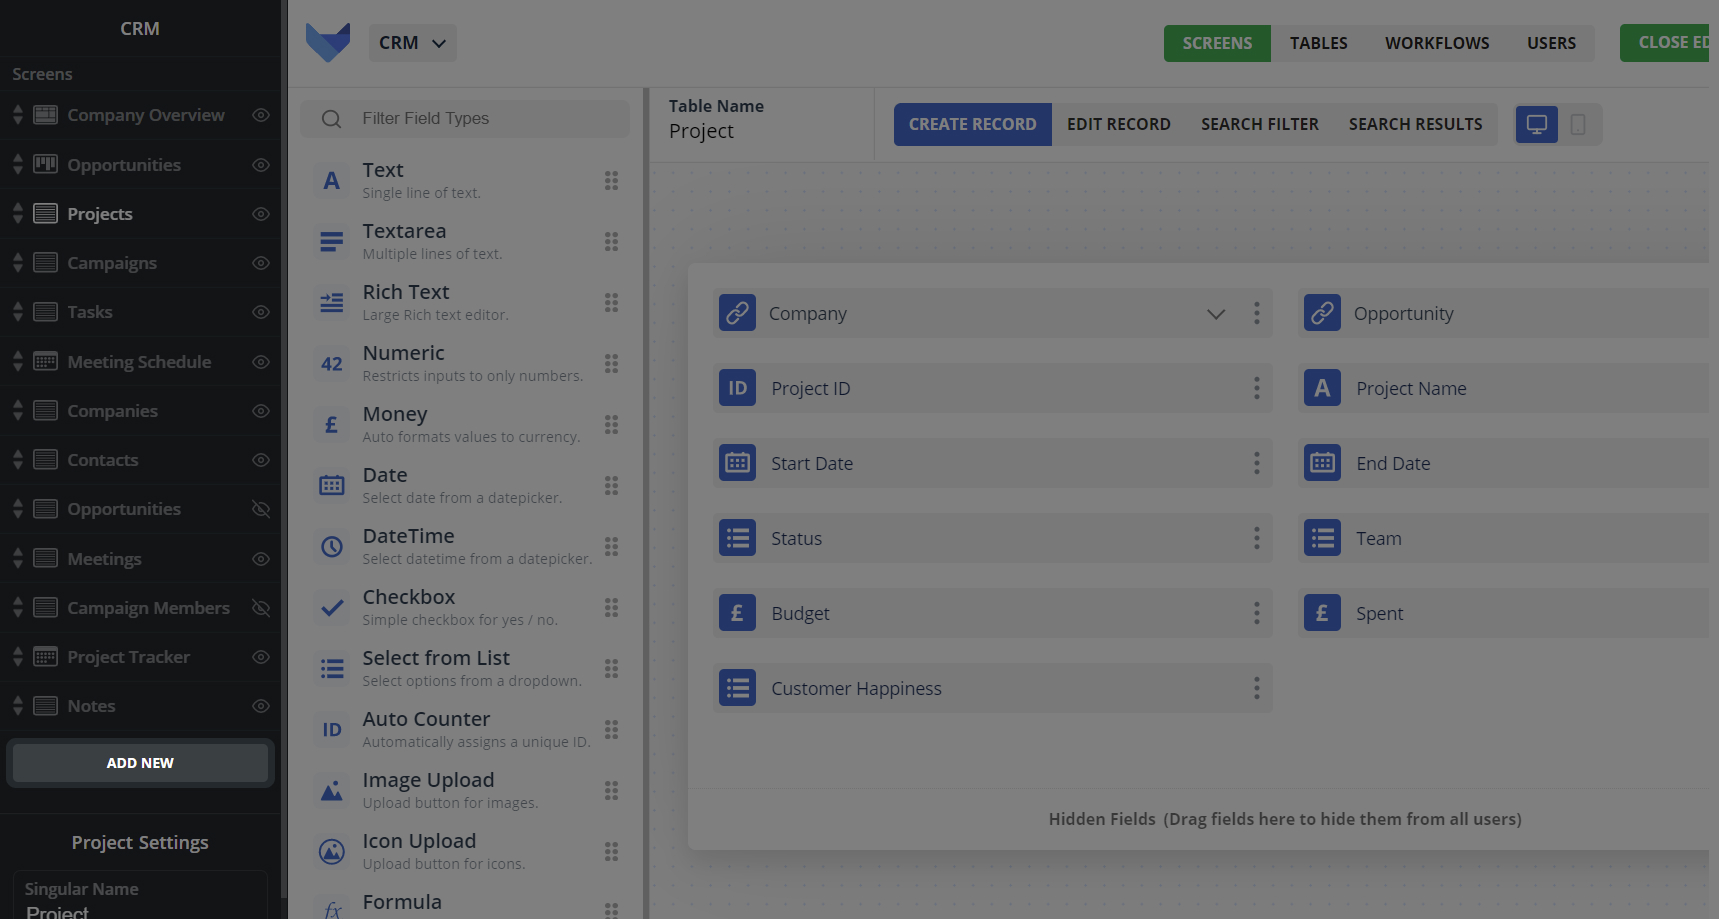 CRM
Screens
Company Overview
Opportunities
Projects
Campaigns
Tasks
Meeting Schedule
Companies
Contacts
Opportunities
Meetings
Campaign Members
Project Tracker
Notes
ADD NEW
Project Settings
Singular Name
Project
CRM
SCREENS TABLES WORKFLOWS USERS
CLOSE ED
Filter Field Types
A Text
Single line of text.
Textarea
Multiple lines of text.
Rich Text
Large Rich text editor.
42 Numeric
Restricts inputs to only numbers.
£ Money
Auto formats values to currency.
Date
Select date from a datepicker.
DateTime
Select datetime from a datepicker.
Checkbox
Simple checkbox for yes / no.
Select from List
Select options from a dropdown.
ID Auto Counter
Automatically assigns a unique ID.
Image Upload
Upload button for images.
Icon Upload
Upload button for icons.
fx Formula
Table Name
Project
CREATE RECORD EDIT RECORD SEARCH FILTER SEARCH RESULTS
Company
Opportunity
ID Project ID
A Project Name
Start Date
End Date
Status
Team
£ Budget
£ Spent
Customer Happiness
Hidden Fields (Drag fields here to hide them from all users)